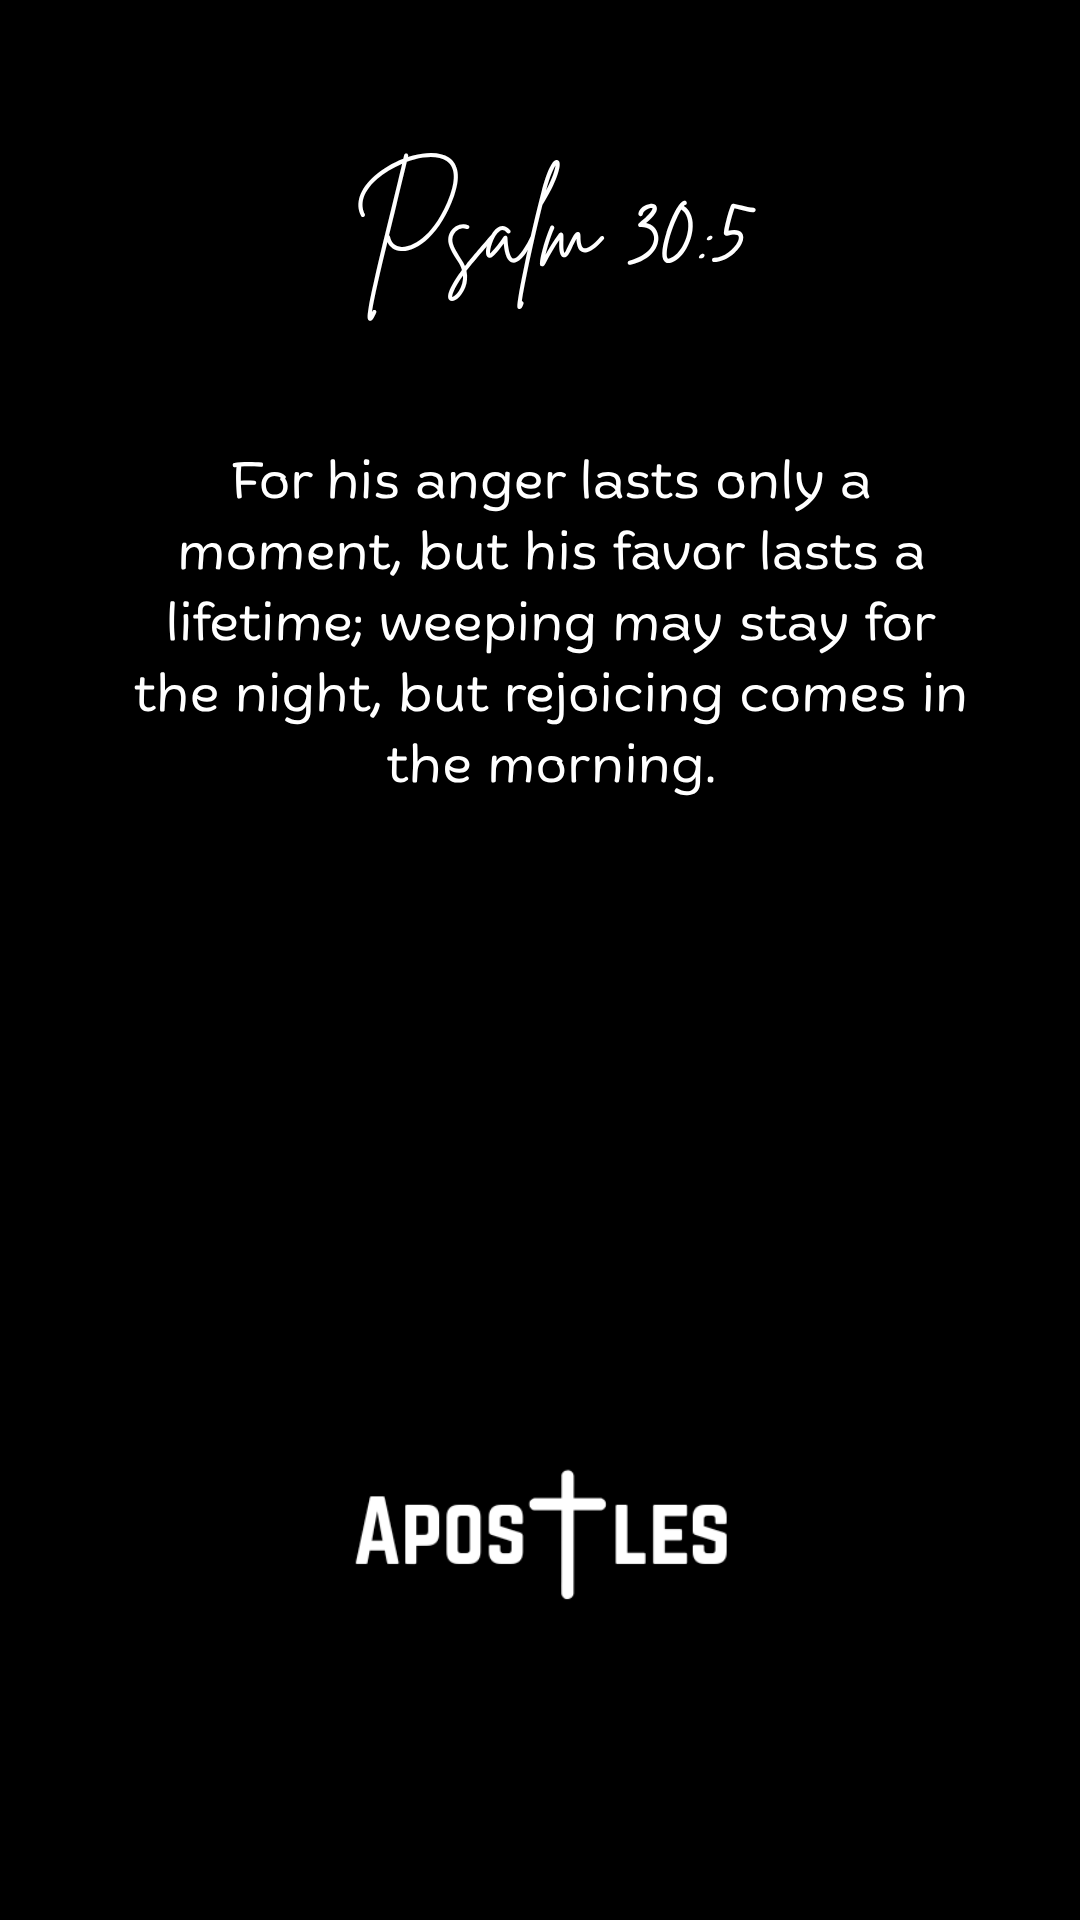 Psalm 30:5
For his anger lasts only a
moment, but his favor lasts a
lifetime; weeping may stay for
the night, but rejoicing comes in
the morning.
APOSTLES